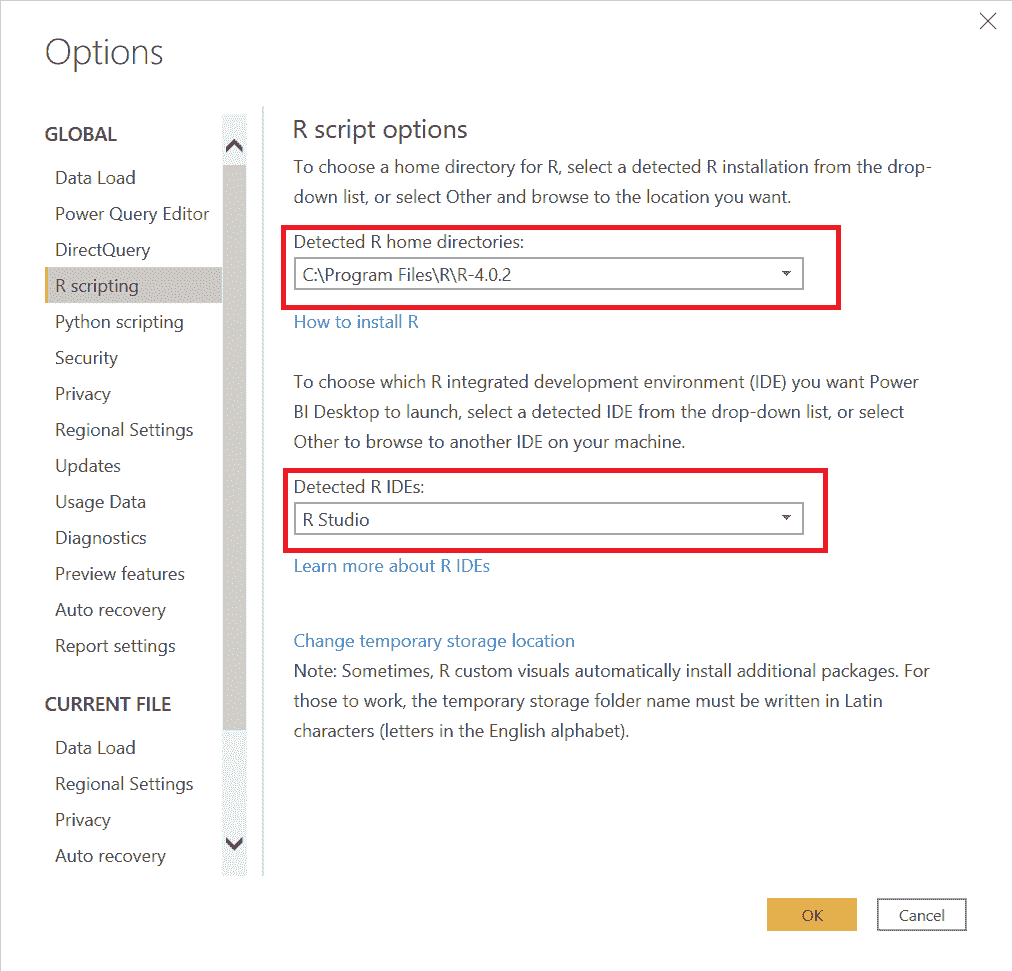 Options
GLOBAL
Data Load
Power Query Editor
DirectQuery
R scripting
Python scripting
Security
Privacy
Regional Settings
Updates
Usage Data
Diagnostics
Preview features
Auto recovery
Report settings
CURRENT FILE
Data Load
Regional Settings
Privacy
Auto recovery
R script options
To choose a home directory for R, select a detected R installation from the drop-
down list, or select Other and browse to the location you want.
Detected R home directories:
C:\Program Files\R\R-4.0.2
How to install R
To choose which R integrated development environment (IDE) you want Power
BI Desktop to launch, select a detected IDE from the drop-down list, or select
Other to browse to another IDE on your machine.
Detected R IDEs:
R Studio
Learn more about R IDEs
Change temporary storage location
Note: Sometimes, R custom visuals automatically install additional packages. For
those to work, the temporary storage folder name must be written in Latin
characters (letters in the English alphabet).
OK
Cancel